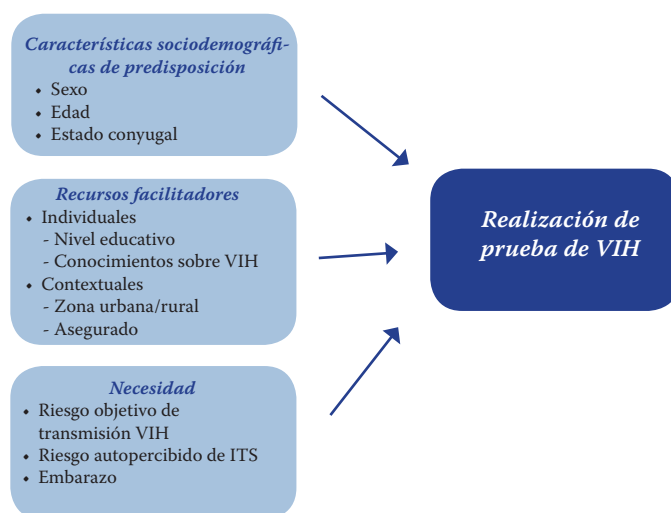 Características sociodemográfi-
cas de predisposición
• Sexo
• Edad
• Estado conyugal
Recursos facilitadores
• Individuales
- Nivel educativo
- Conocimientos sobre VIH
• Contextuales
- Zona urbana/rural
- Asegurado
Necesidad
• Riesgo objetivo de
transmisión VIH
• Riesgo autopercibido de ITS
• Embarazo
Realización de
prueba de VIH